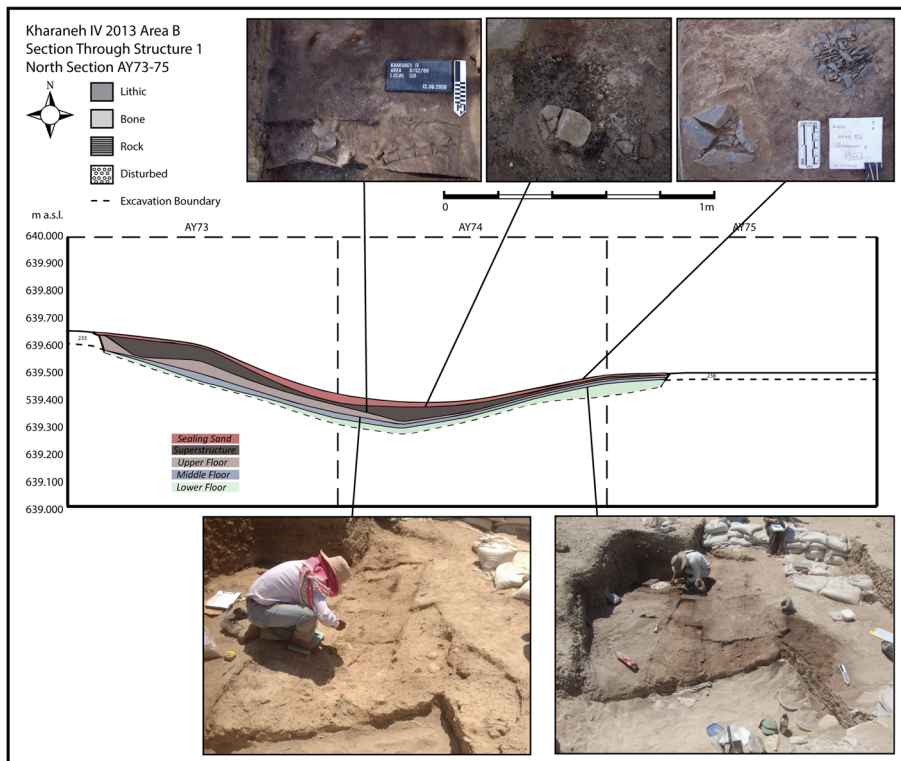 Kharaneh IV 2013 Area B
Section Through Structure 1
North Section AY73-75
N
Lithic
Bone
Rock
Disturbed
Excavation Boundary
KHARANEH IV
0
1m
m a.s.l.
AY73
AY74
AY75
640.000
639.900
639.800
639.700
639.600
639.500
639.400
639.300
639.200
639.100
639.000
233
238
Sealing Sand
Superstructure
Upper Floor
Middle Floor
Lower Floor